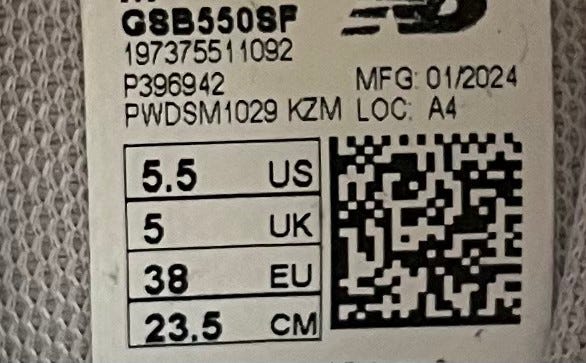 GSB550SF
197375511092
P396942 MFG: 01/2024
PWDSM1029 KZM LOC: A4
5.5 US
5 UK
38 EU
23.5 CM